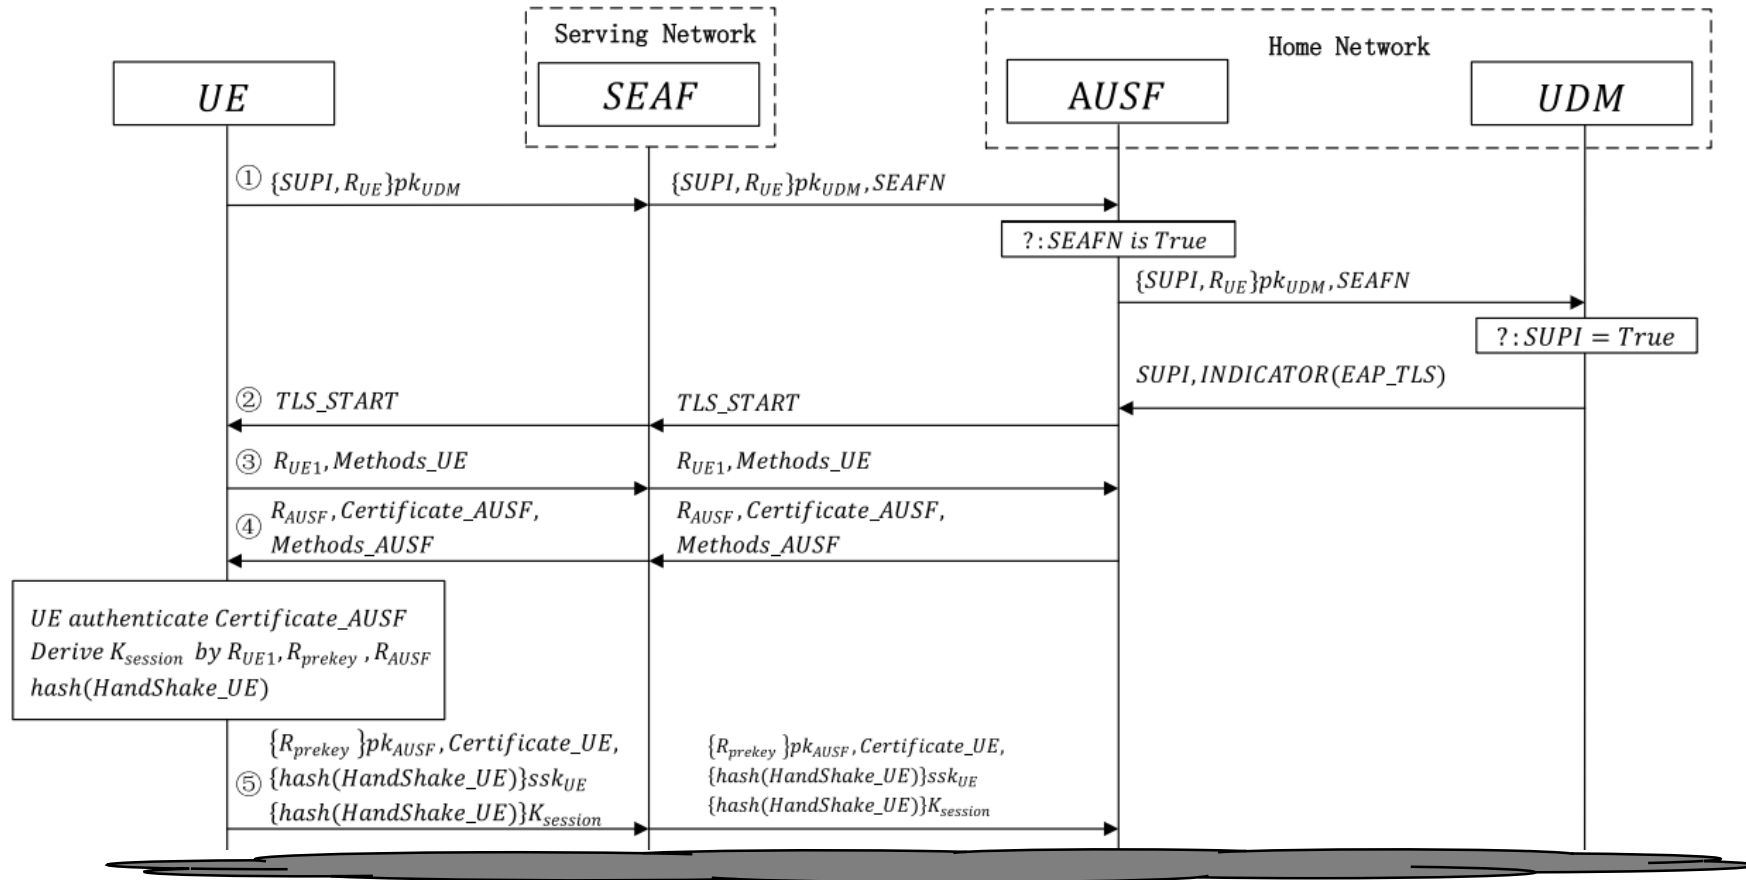 Serving Network
Home Network
UE
SEAF
AUSF
UDM
① {SUPI, R_UE}pk_UDM
{SUPI, R_UE}pk_UDM, SEAFN
?: SEAFN is True
{SUPI, R_UE}pk_UDM, SEAFN
?: SUPI = True
SUPI, INDICATOR(EAP_TLS)
② TLS_START
TLS_START
③ R_UE1, Methods_UE
R_UE1, Methods_UE
④ R_AUSF, Certificate_AUSF,
Methods_AUSF
R_AUSF, Certificate_AUSF,
Methods_AUSF
UE authenticate Certificate_AUSF
Derive K_session by R_UE1, R_prekey , R_AUSF
hash(HandShake_UE)
⑤ {R_prekey }pk_AUSF, Certificate_UE,
{hash(HandShake_UE)}ssk_UE
{hash(HandShake_UE)}K_session
{R_prekey }pk_AUSF, Certificate_UE,
{hash(HandShake_UE)}ssk_UE
{hash(HandShake_UE)}K_session